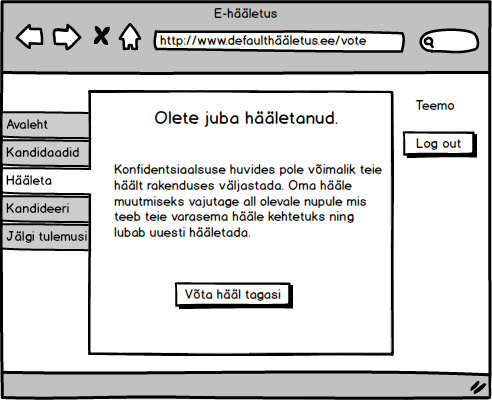 E-hääletus
http://www.defaulthääletus.ee/vote
Teemo
Log out
Avaleht
Kandidaadid
Hääleta
Kandideeri
Jälgi tulemusi
Olete juba hääletanud.
Konfidentsiaalsuse huvides pole võimalik teie
häält rakenduses väljastada. Oma hääle
muutmiseks vajutage all olevale nupule mis
teeb teie varasema hääle kehtetuks ning
lubab uuesti hääletada.
Võta hääl tagasi